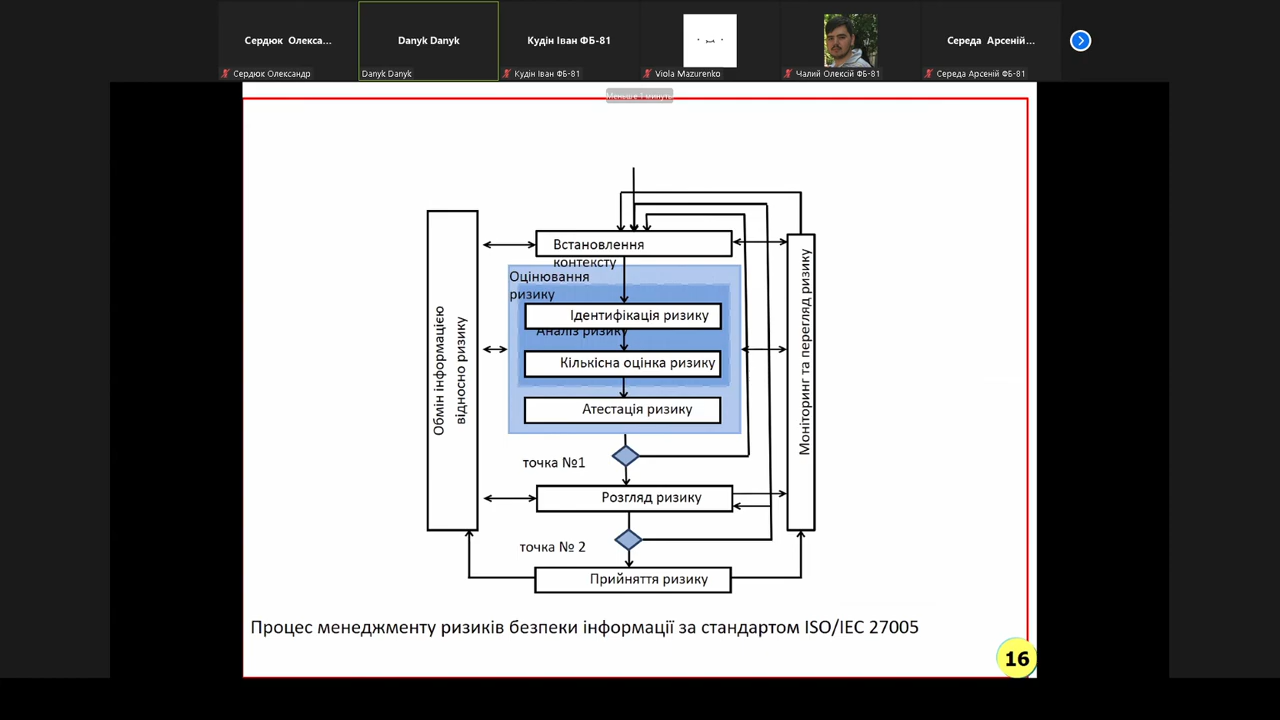 Сердюк Олекса...
Danyk Danyk
Кудін Іван ФБ-81
Середа Арсеній...
Сердюк Олександр
Danyk Danyk
Кудін Іван ФБ-81
Viola Mazurenko
Чалий Олексій ФБ-81
Середа Арсеній ФБ-81
Встановлення
контексту
Оцінювання
ризику
Ідентифікація ризику
Аналіз ризику
Кількісна оцінка ризику
Атестація ризику
точка №1
Розгляд ризику
точка № 2
Прийняття ризику
Обмін інформацією
відносно ризику
Моніторинг та перегляд ризику
Процес менеджменту ризиків безпеки інформації за стандартом ISO/IEC 27005
16